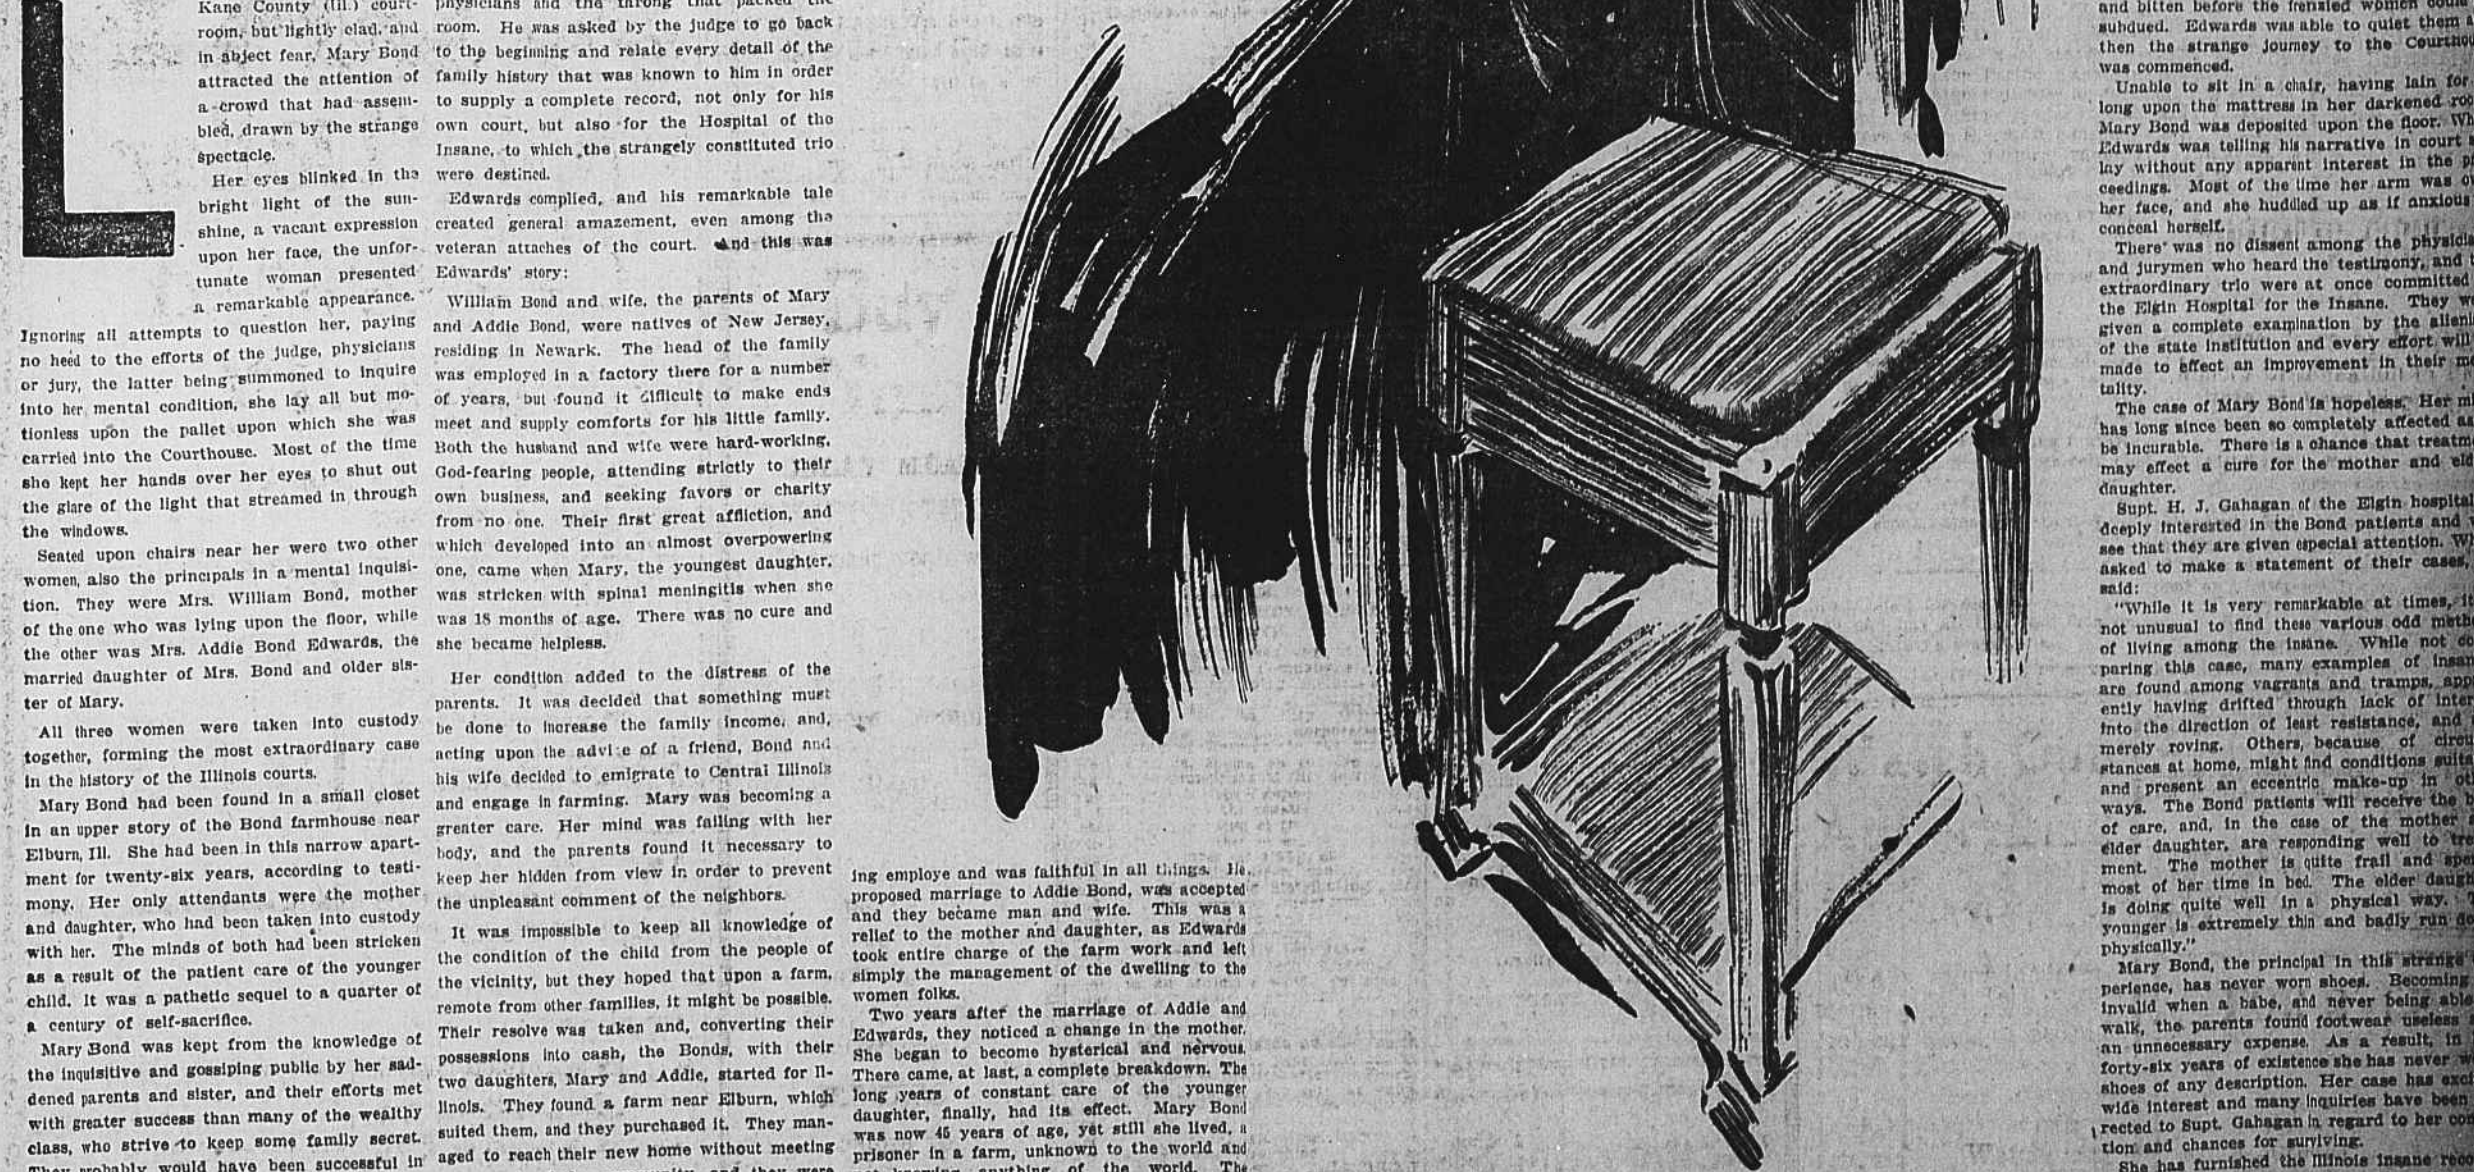 L
Kane County (Ill.) court-
room, but lightly clad, and
in abject fear, Mary Bond
attracted the attention of
a crowd that had assem-
bled, drawn by the strange
spectacle.
Her eyes blinked in the
bright light of the sun-
shine, a vacant expression
upon her face, the unfor-
tunate woman presented
a remarkable appearance.
Ignoring all attempts to question her, paying
no heed to the efforts of the judge, physicians
or jury, the latter being summoned to inquire
into her mental condition, she lay all but mo-
tionless upon the pallet upon which she was
carried into the Courthouse. Most of the time
she kept her hands over her eyes to shut out
the glare of the light that streamed in through
the windows.
Seated upon chairs near her were two other
women, also the principals in a mental inquisi-
tion. They were Mrs. William Bond, mother
of the one who was lying upon the floor, while
the other was Mrs. Addie Bond Edwards, the
married daughter of Mrs. Bond and older sis-
ter of Mary.
All three women were taken into custody
together, forming the most extraordinary case
in the history of the Illinois courts.
Mary Bond had been found in a small closet
in an upper story of the Bond farmhouse near
Elburn, Ill. She had been in this narrow apart-
ment for twenty-six years, according to testi-
mony. Her only attendants were the mother
and daughter, who had been taken into custody
with her. The minds of both had been stricken
as a result of the patient care of the younger
child. It was a pathetic sequel to a quarter of
a century of self-sacrifice.
Mary Bond was kept from the knowledge of
the inquisitive and gossiping public by her sad-
dened parents and sister, and their efforts met
with greater success than many of the wealthy
class, who strive to keep some family secret.
They probably would have been successful in
physicians and the throng that packed the
room. He was asked by the judge to go back
to the beginning and relate every detail of the
family history that was known to him in order
to supply a complete record, not only for his
own court, but also for the Hospital of the
Insane, to which the strangely constituted trio
were destined.
Edwards complied, and his remarkable tale
created general amazement, even among the
veteran attaches of the court. And this was
Edwards' story:
William Bond and wife, the parents of Mary
and Addie Bond, were natives of New Jersey,
residing in Newark. The head of the family
was employed in a factory there for a number
of years, but found it difficult to make ends
meet and supply comforts for his little family.
Both the husband and wife were hard-working,
God-fearing people, attending strictly to their
own business, and seeking favors or charity
from no one. Their first great affliction, and
which developed into an almost overpowering
one, came when Mary, the youngest daughter,
was stricken with spinal meningitis when she
was 18 months of age. There was no cure and
she became helpless.
Her condition added to the distress of the
parents. It was decided that something must
be done to increase the family income, and,
acting upon the advice of a friend, Bond and
his wife decided to emigrate to Central Illinois
and engage in farming. Mary was becoming a
greater care. Her mind was failing with her
body, and the parents found it necessary to
keep her hidden from view in order to prevent
the unpleasant comment of the neighbors.
It was impossible to keep all knowledge of
the condition of the child from the people of
the vicinity, but they hoped that upon a farm,
remote from other families, it might be possible.
Their resolve was taken and, converting their
possessions into cash, the Bonds, with their
two daughters, Mary and Addie, started for Il-
linois. They found a farm near Elburn, which
suited them, and they purchased it. They man-
aged to reach their new home without meeting
and they were
ing employe and was faithful in all things. He
proposed marriage to Addie Bond, was accepted
and they became man and wife. This was a
relief to the mother and daughter, as Edwards
took entire charge of the farm work and left
simply the management of the dwelling to the
women folks.
Two years after the marriage of Addie and
Edwards, they noticed a change in the mother.
She began to become hysterical and nervous.
There came, at last, a complete breakdown. The
long years of constant care of the younger
daughter, finally, had its effect. Mary Bond
was now 45 years of age, yet still she lived, a
prisoner in a farm, unknown to the world and
anything of the world. The
and bitten before the frenzied women could
subdued. Edwards was able to quiet them
then the strange journey to the
was commenced.
Unable to sit in a chair, having lain for
long upon the mattress in her darkened
Mary Bond was deposited upon the floor.
Edwards was telling his narrative in court
lay without any apparent interest in the
ceedings. Most of the time her arm was
her face, and she huddled up as if anxious
conceal herself.
There was no dissent among the
and jurymen who heard the testimony, and
extraordinary trio were at once committed
the Elgin Hospital for the Insane. They
given a complete examination by the
of the state institution and every effort will
made to effect an improvement in their
tality.
The case of Mary Bond is hopeless. Her
has long since been so completely affected
be incurable. There is a chance that
may effect a cure for the mother and
daughter.
Supt. H. J. Gahagan of the Elgin hospital
deeply interested in the Bond patients and
see that they are given especial attention.
asked to make a statement of their cases,
said:
"While it is very remarkable at times,
not unusual to find these various odd
of living among the insane. While not
paring this case, many examples of
are found among vagrants and tramps,
ently having drifted through lack of
into the direction of least resistance, and
merely roving. Others, because of
stances at home, might find conditions
and present an eccentric make-up in
ways. The Bond patients will receive the
of care, and, in the case of the mother
elder daughter, are responding well to
ment. The mother is quite frail and
most of her time in bed. The elder
is doing quite well in a physical way.
younger is extremely thin and badly run
physically."
Mary Bond, the principal in this strange
perience, has never worn shoes. Becoming
invalid when a babe, and never being able
walk, the parents found footwear useless
an unnecessary expense. As a result, in
forty-six years of existence she has never
shoes of any description. Her case has
wide interest and many inquiries have been
rected to Supt. Gahagan in regard to her
tion and chances for surviving.
She has furnished the Illinois Insane